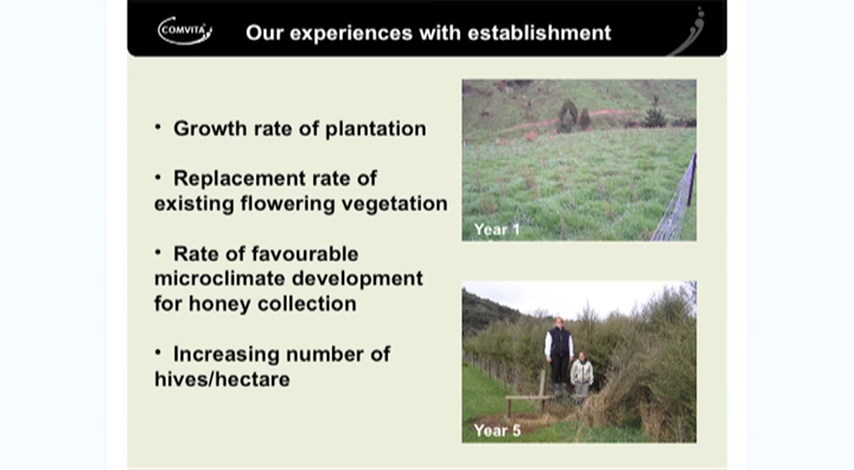 COMVITA
Our experiences with establishment
• Growth rate of plantation
• Replacement rate of
existing flowering vegetation
• Rate of favourable
microclimate development
for honey collection
• Increasing number of
hives/hectare
Year 1
Year 5